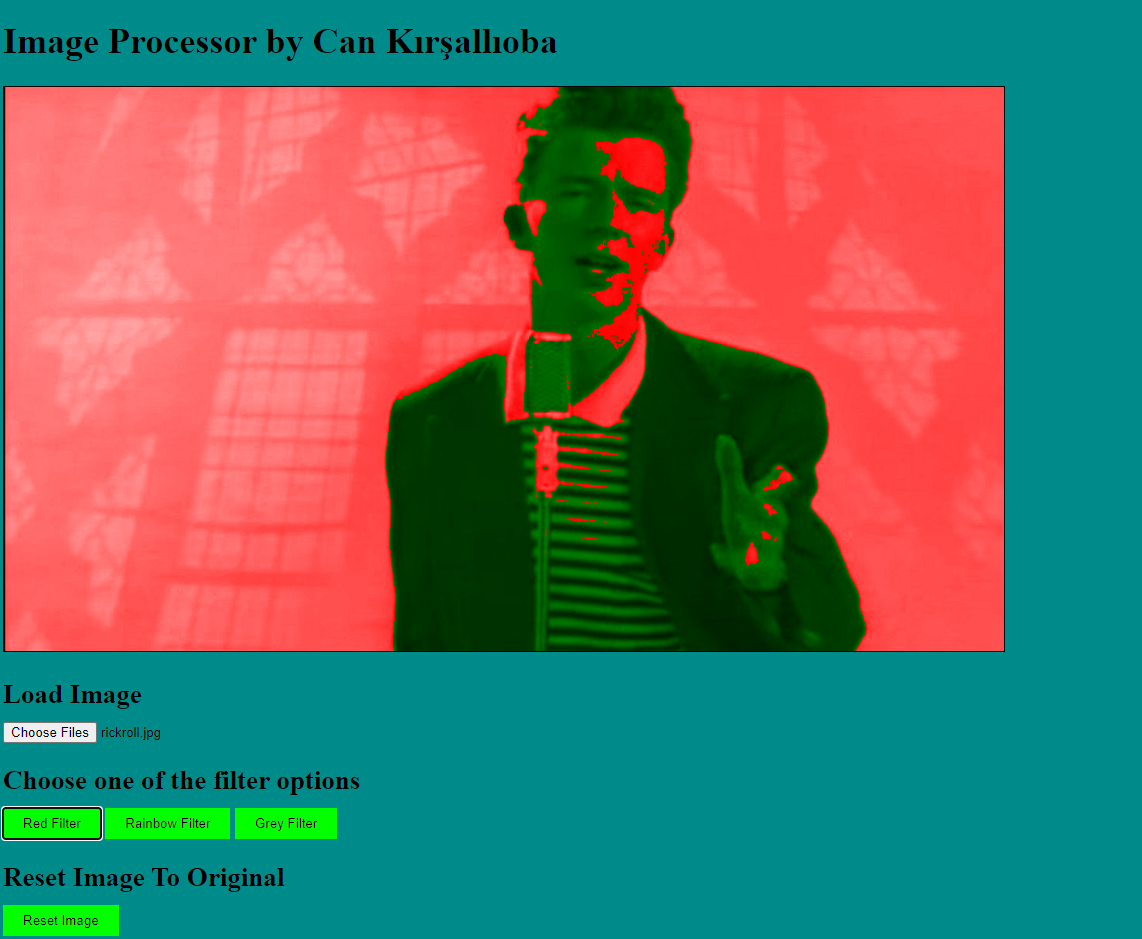 Image Processor by Can Kırşallıoba
Load Image
Choose Files rickroll.jpg
Choose one of the filter options
Red Filter Rainbow Filter Grey Filter
Reset Image To Original
Reset Image